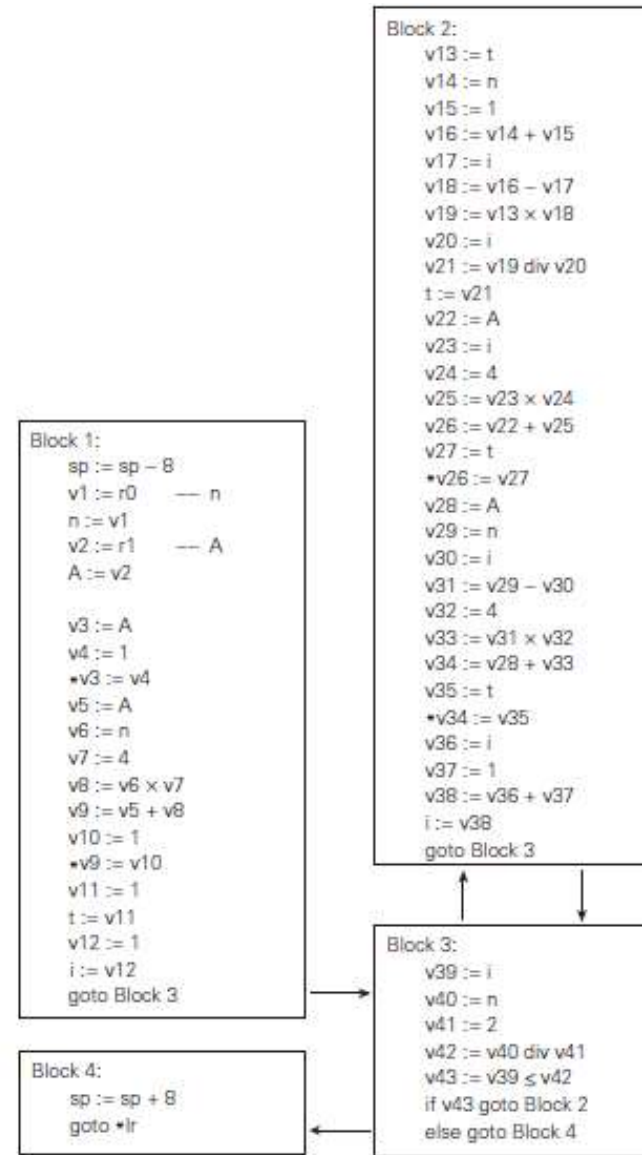 Block 1:
sp := sp – 8
v1 := r0 –– n
n := v1
v2 := r1 –– A
A := v2
v3 := A
v4 := 1
*v3 := v4
v5 := A
v6 := n
v7 := 4
v8 := v6 × v7
v9 := v5 + v8
v10 := 1
*v9 := v10
v11 := 1
t := v11
v12 := 1
i := v12
goto Block 3
Block 2:
v13 := t
v14 := n
v15 := 1
v16 := v14 + v15
v17 := i
v18 := v16 – v17
v19 := v13 × v18
v20 := i
v21 := v19 div v20
t := v21
v22 := A
v23 := i
v24 := 4
v25 := v23 × v24
v26 := v22 + v25
v27 := t
*v26 := v27
v28 := A
v29 := n
v30 := i
v31 := v29 – v30
v32 := 4
v33 := v31 × v32
v34 := v28 + v33
v35 := t
*v34 := v35
v36 := i
v37 := 1
v38 := v36 + v37
i := v38
goto Block 3
Block 3:
v39 := i
v40 := n
v41 := 2
v42 := v40 div v41
v43 := v39 ≤ v42
if v43 goto Block 2
else goto Block 4
Block 4:
sp := sp + 8
goto *lr